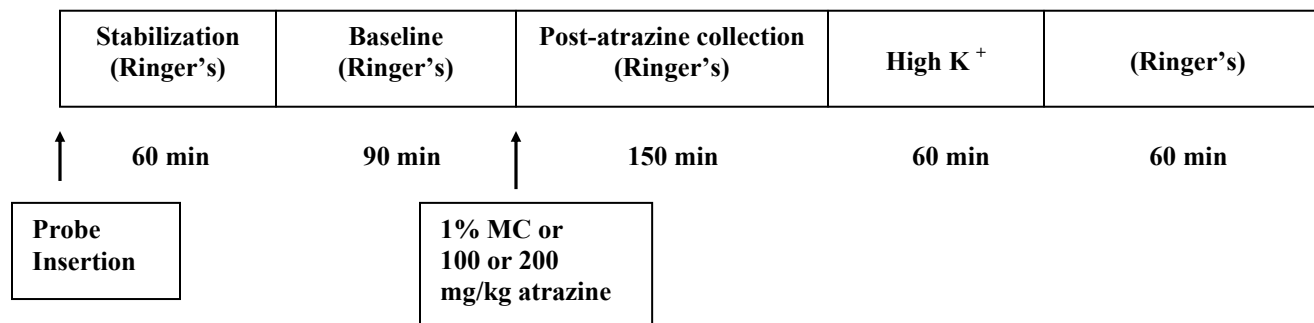 Stabilization
(Ringer's)
Baseline
(Ringer's)
Post-atrazine collection
(Ringer's)
High K +
(Ringer's)
60 min
90 min
150 min
60 min
60 min
Probe
Insertion
1% MC or
100 or 200
mg/kg atrazine